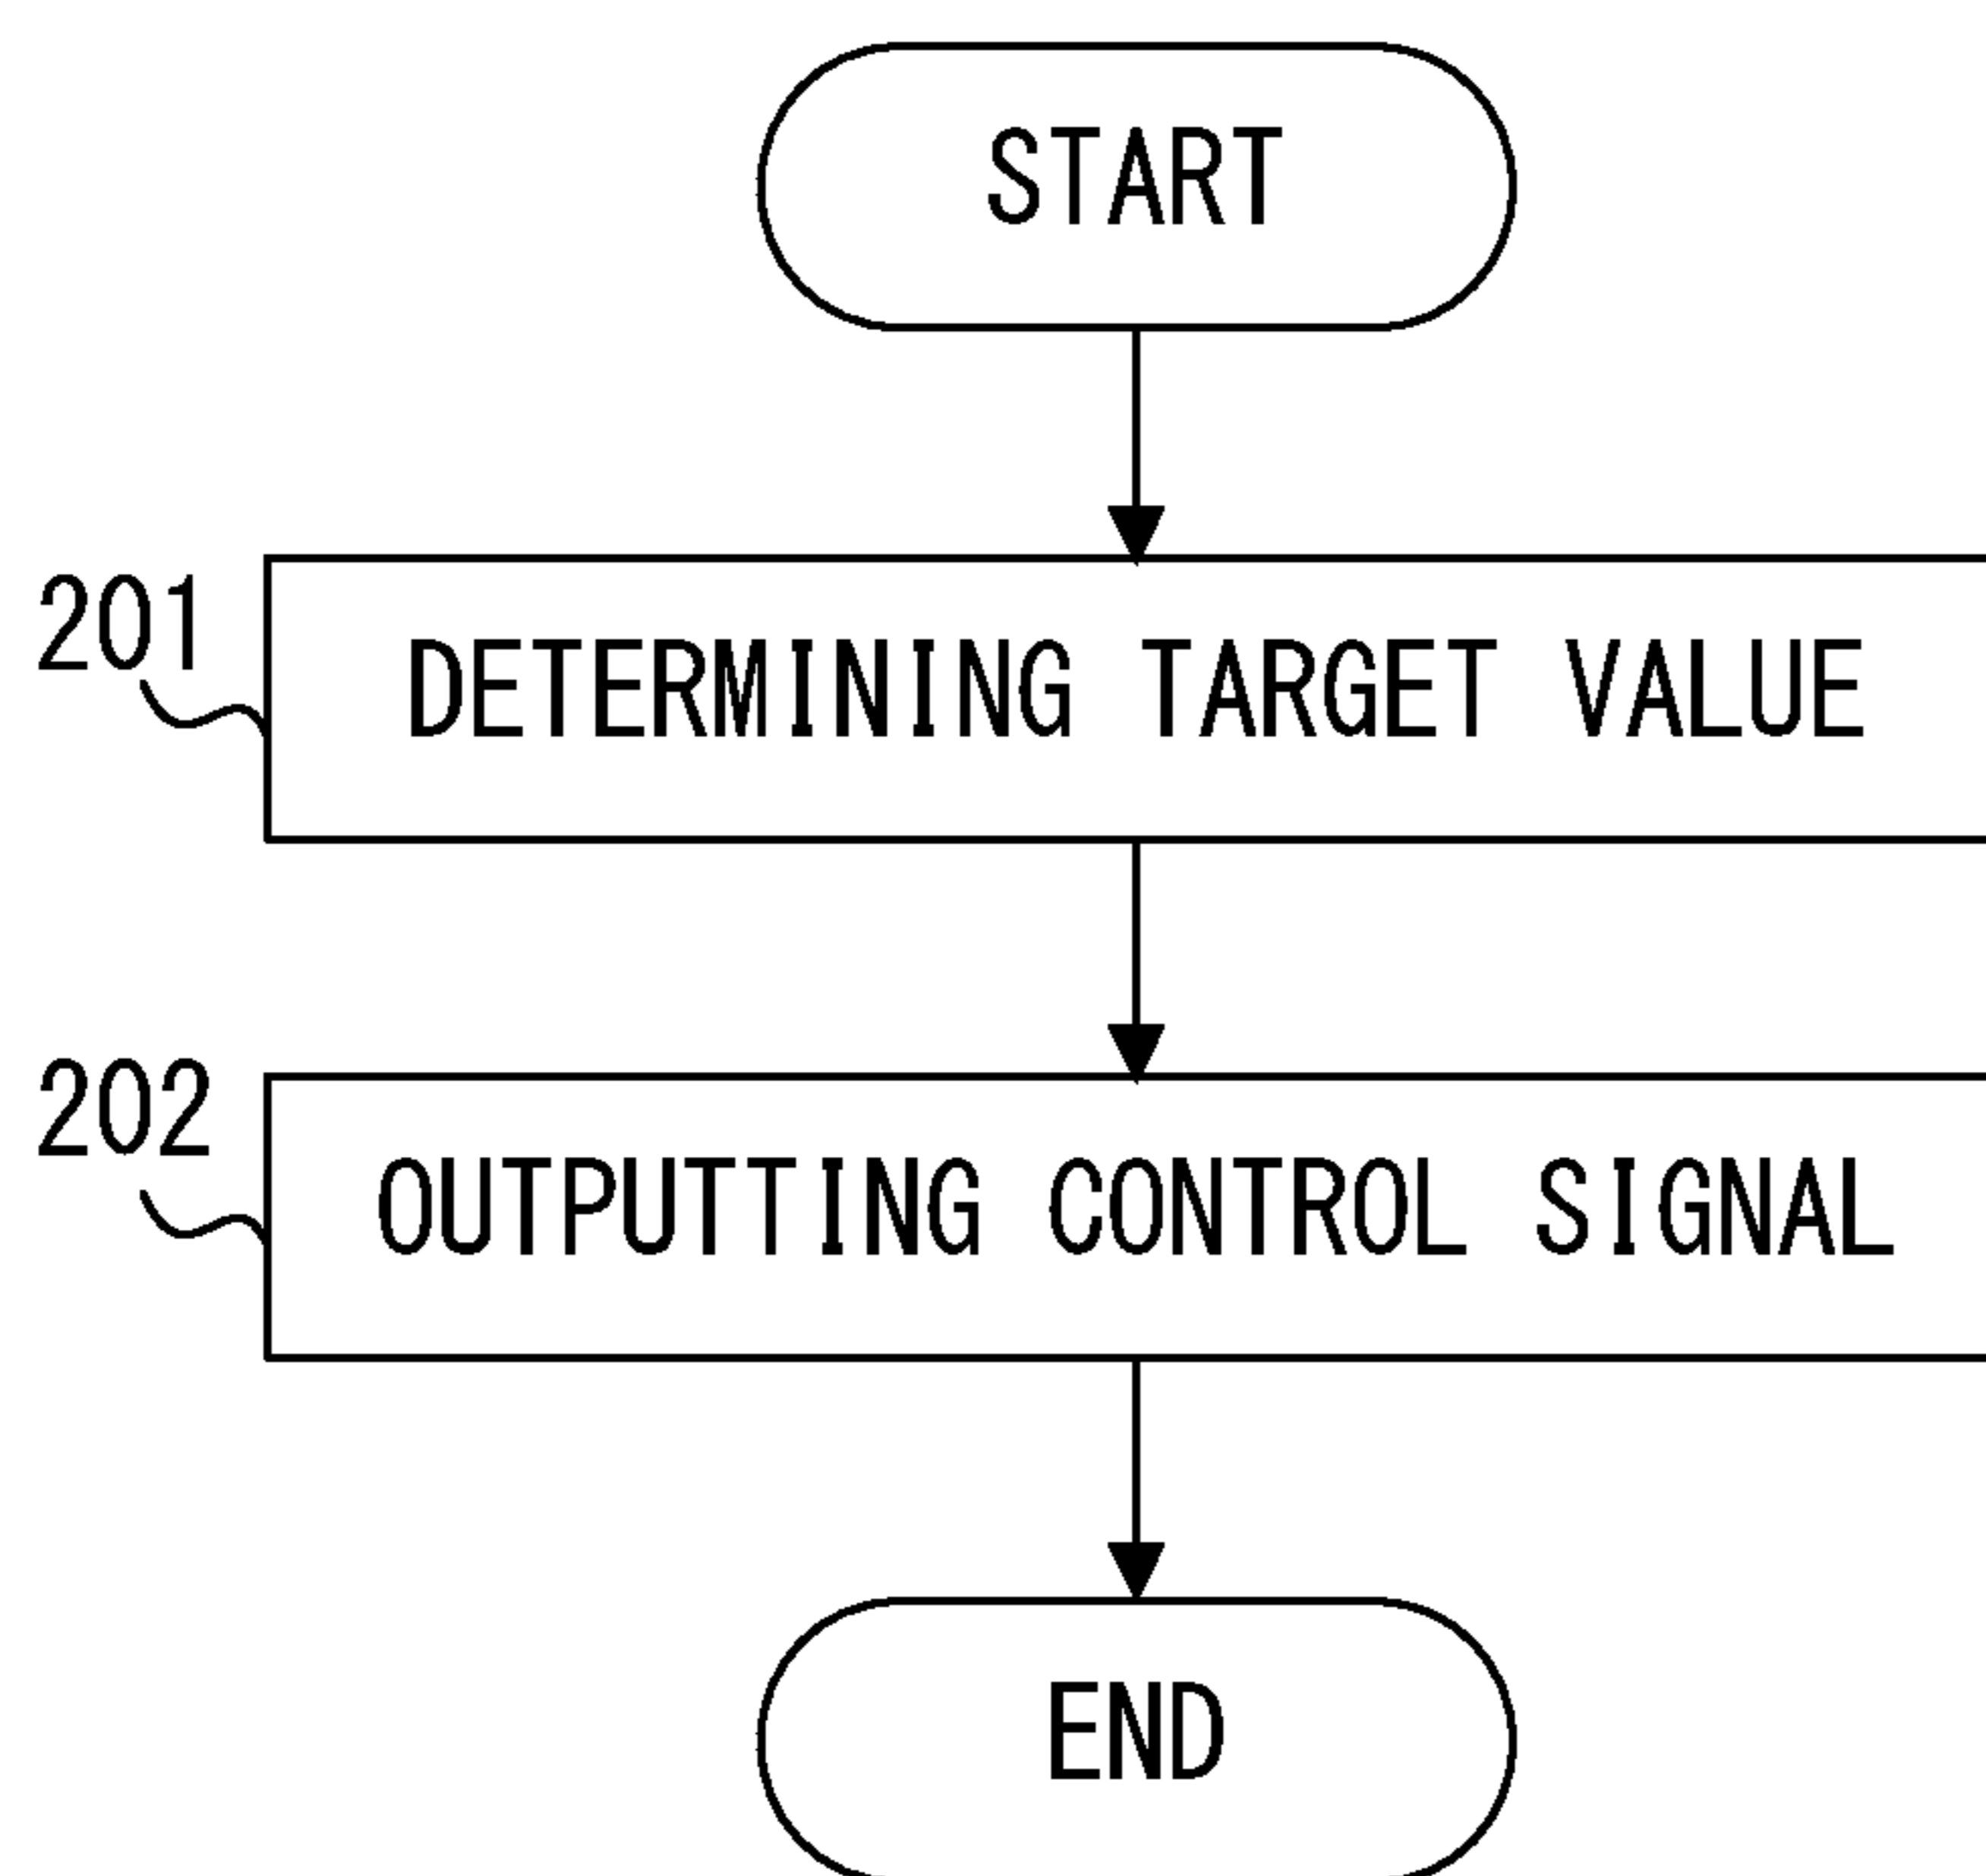 START
201
DETERMINING TARGET VALUE
202
OUTPUTTING CONTROL SIGNAL
END